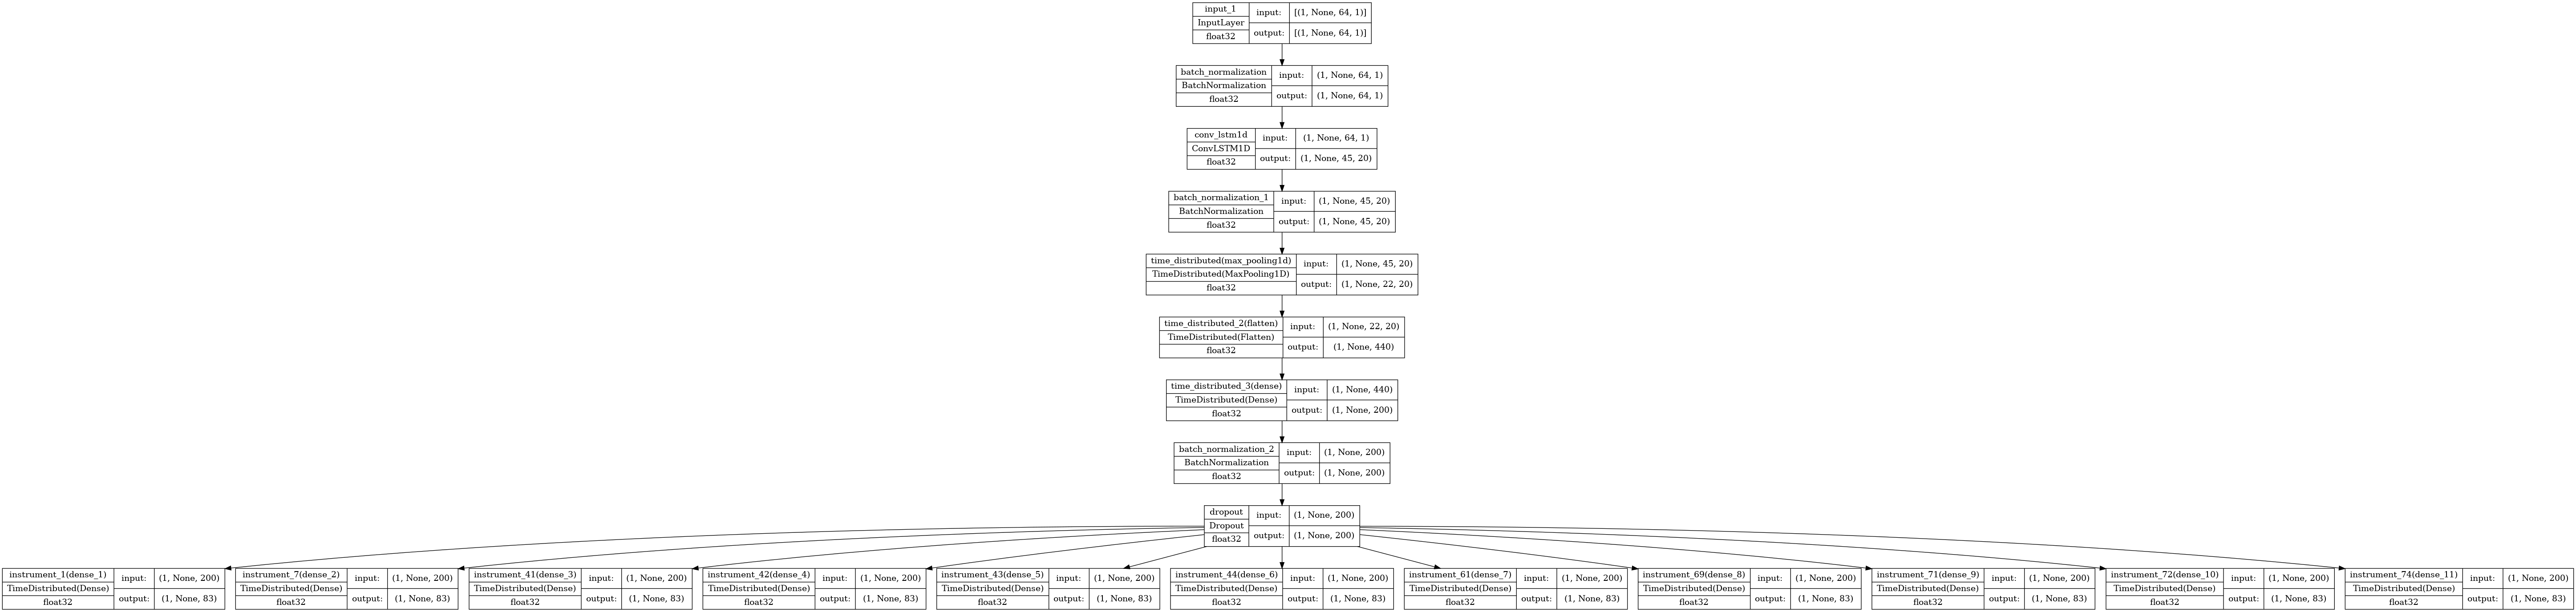 input_1
InputLayer
float32
input:
[(1, None, 64, 1)]
output:
[(1, None, 64, 1)]
batch_normalization
BatchNormalization
float32
input:
(1, None, 64, 1)
output:
(1, None, 64, 1)
conv_lstm1d
ConvLSTM1D
float32
input:
(1, None, 64, 1)
output:
(1, None, 45, 20)
batch_normalization_1
BatchNormalization
float32
input:
(1, None, 45, 20)
output:
(1, None, 45, 20)
time_distributed(max_pooling1d)
TimeDistributed(MaxPooling1D)
float32
input:
(1, None, 45, 20)
output:
(1, None, 22, 20)
time_distributed_2(flatten)
TimeDistributed(Flatten)
float32
input:
(1, None, 22, 20)
output:
(1, None, 440)
time_distributed_3(dense)
TimeDistributed(Dense)
float32
input:
(1, None, 440)
output:
(1, None, 200)
batch_normalization_2
BatchNormalization
float32
input:
(1, None, 200)
output:
(1, None, 200)
dropout
Dropout
float32
input:
(1, None, 200)
output:
(1, None, 200)
instrument_1(dense_1)
TimeDistributed(Dense)
float32
input:
(1, None, 200)
output:
(1, None, 83)
instrument_7(dense_2)
TimeDistributed(Dense)
float32
input:
(1, None, 200)
output:
(1, None, 83)
instrument_41(dense_3)
TimeDistributed(Dense)
float32
input:
(1, None, 200)
output:
(1, None, 83)
instrument_42(dense_4)
TimeDistributed(Dense)
float32
input:
(1, None, 200)
output:
(1, None, 83)
instrument_43(dense_5)
TimeDistributed(Dense)
float32
input:
(1, None, 200)
output:
(1, None, 83)
instrument_44(dense_6)
TimeDistributed(Dense)
float32
input:
(1, None, 200)
output:
(1, None, 83)
instrument_61(dense_7)
TimeDistributed(Dense)
float32
input:
(1, None, 200)
output:
(1, None, 83)
instrument_69(dense_8)
TimeDistributed(Dense)
float32
input:
(1, None, 200)
output:
(1, None, 83)
instrument_71(dense_9)
TimeDistributed(Dense)
float32
input:
(1, None, 200)
output:
(1, None, 83)
instrument_72(dense_10)
TimeDistributed(Dense)
float32
input:
(1, None, 200)
output:
(1, None, 83)
instrument_74(dense_11)
TimeDistributed(Dense)
float32
input:
(1, None, 200)
output:
(1, None, 83)